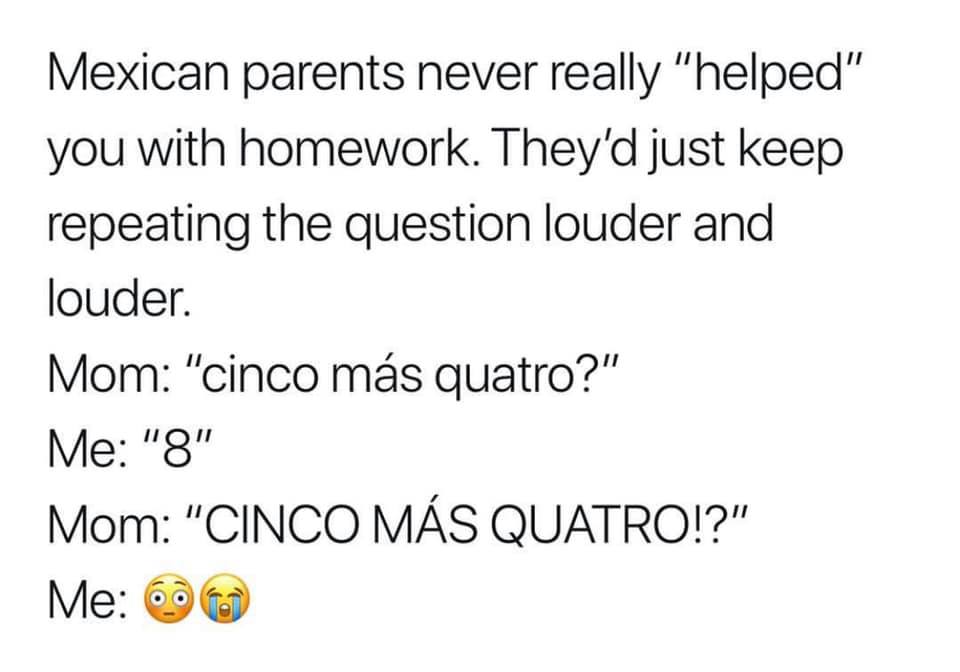 Mexican parents never really “helped”
you with homework. They’d just keep
repeating the question louder and
louder.
Mom: “cinco más quatro?”
Me: “8”
Mom: “CINCO MÁS QUATRO!?”
Me: 😳😭